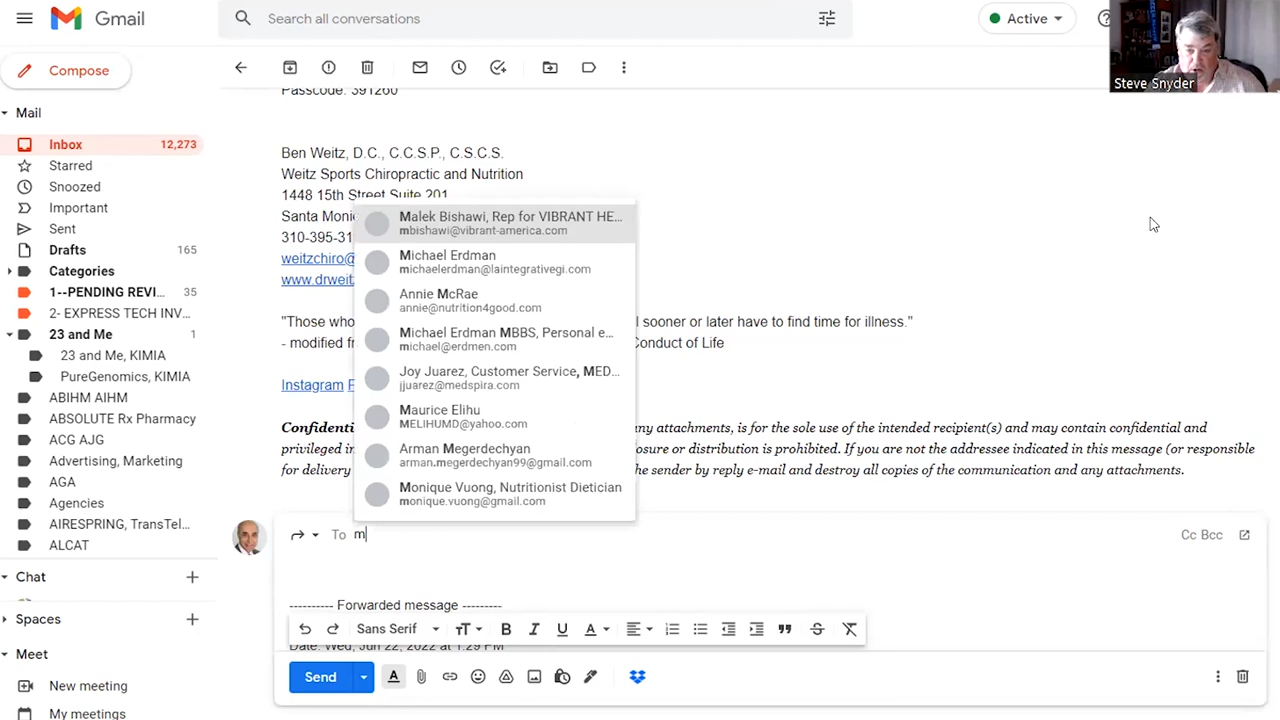 Gmail
Search all conversations
Active
Steve Snyder
Compose
Mail
Inbox 12,273
Starred
Snoozed
Important
Sent
Drafts 165
Categories
1--PENDING REVI... 35
2- EXPRESS TECH INV...
23 and Me 1
23 and Me, KIMIA
PureGenomics, KIMIA
ABIHM AIHM
ABSOLUTE Rx Pharmacy
ACG AJG
Advertising, Marketing
AGA
Agencies
AIRESPRING, TransTel...
ALCAT
Chat
Spaces
Meet
New meeting
My meetings
Passcode: 391260
Ben Weitz, D.C., C.C.S.P., C.S.C.S.
Weitz Sports Chiropractic and Nutrition
1448 15th Street Suite 201
Santa Moni
310-395-31
weitzchiro@
www.drweit
"Those who l sooner or later have to find time for illness."
- modified fr Conduct of Life
Instagram F
Confidenti any attachments, is for the sole use of the intended recipient(s) and may contain confidential and
privileged in losure or distribution is prohibited. If you are not the addressee indicated in this message (or responsible
for delivery he sender by reply e-mail and destroy all copies of the communication and any attachments.
Malek Bishawi, Rep for VIBRANT HE...
mbishawi@vibrant-america.com
Michael Erdman
michaelerdman@laintegrativegi.com
Annie McRae
annie@nutrition4good.com
Michael Erdman MBBS, Personal e...
michael@erdmen.com
Joy Juarez, Customer Service, MED...
jjuarez@medspira.com
Maurice Elihu
MELIHUMD@yahoo.com
Arman Megerdechyan
arman.megerdechyan99@gmail.com
Monique Vuong, Nutritionist Dietician
monique.vuong@gmail.com
To m Cc Bcc
---------- Forwarded message ---------
Sans Serif
Date: Wed, Jun 22, 2022 at 1:29 PM
Send